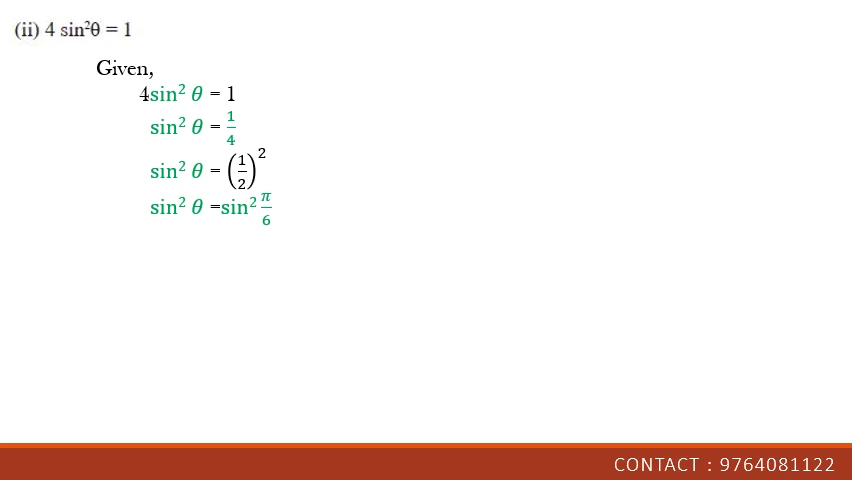 (ii) 4 sin²θ = 1
Given,
4sin² θ = 1
sin² θ = 1/4
sin² θ = (1/2)²
sin² θ =sin² π/6
CONTACT : 9764081122